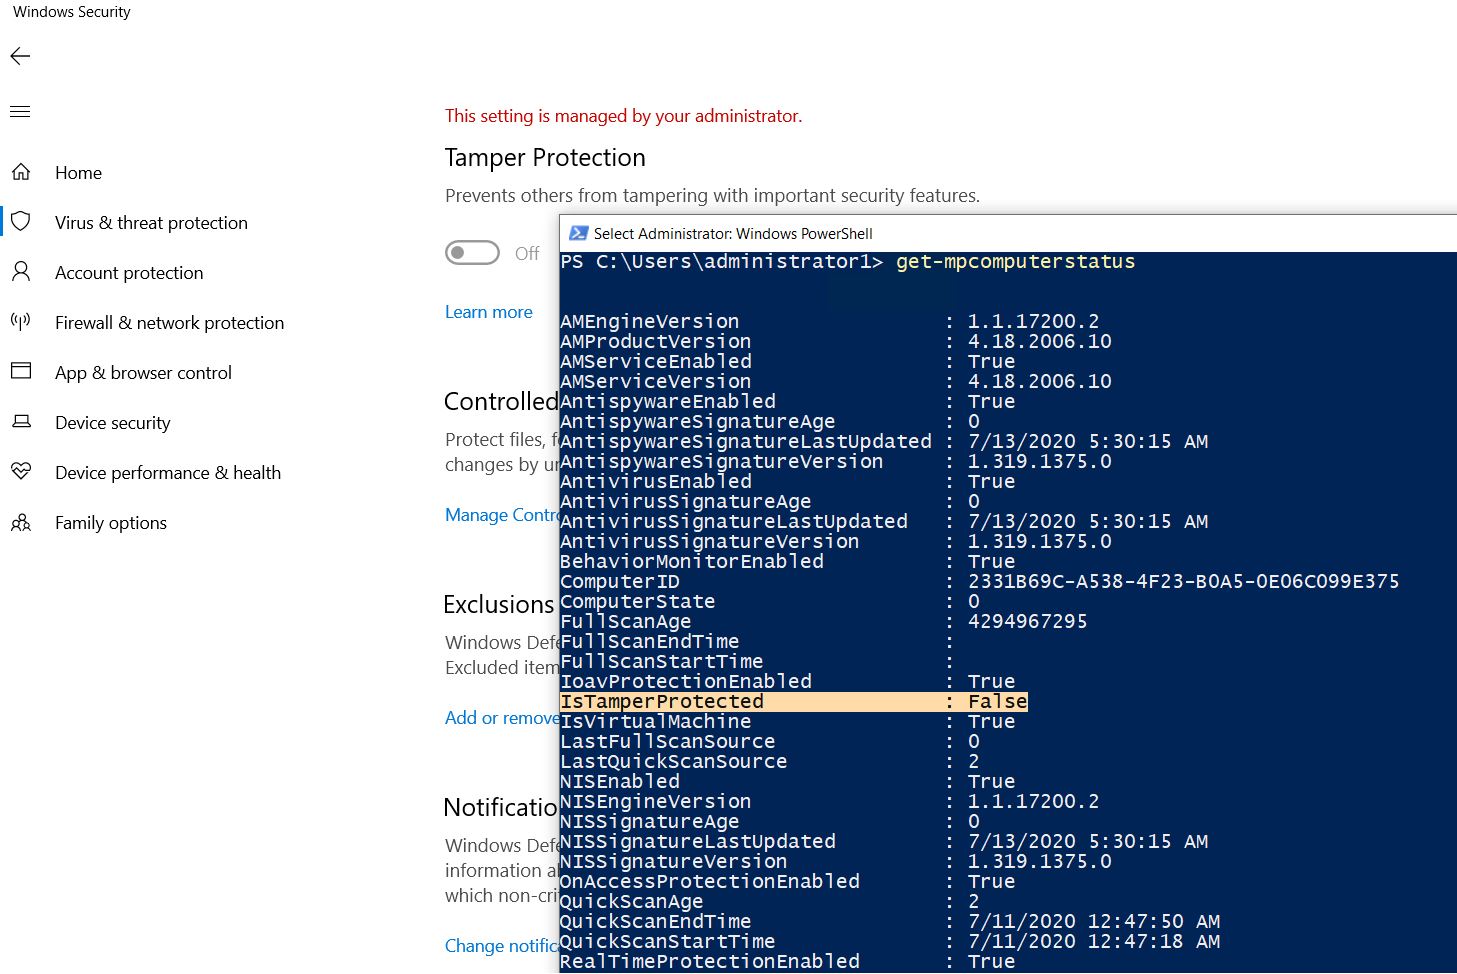 Windows Security
Home
Virus & threat protection
Account protection
Firewall & network protection
App & browser control
Device security
Device performance & health
Family options
This setting is managed by your administrator.
Tamper Protection
Prevents others from tampering with important security features.
Off
Learn more
Controlled
Protect files,
changes by
Manage
Exclusions
Windows
Excluded
Add or remove
Windows
information
which
Change
Select Administrator: Windows PowerShell
PS C:\Users\administrator1> get-mpcomputerstatus
AMEngineVersion : 1.1.17200.2
AMProductVersion : 4.18.2006.10
AMServiceEnabled : True
AMServiceVersion : 4.18.2006.10
AntispywareEnabled : True
AntispywareSignatureAge : 0
AntispywareSignatureLastUpdated : 7/13/2020 5:30:15 AM
AntispywareSignatureVersion : 1.319.1375.0
AntivirusEnabled : True
AntivirusSignatureAge : 0
AntivirusSignatureLastUpdated : 7/13/2020 5:30:15 AM
AntivirusSignatureVersion : 1.319.1375.0
BehaviorMonitorEnabled : True
ComputerID : 2331B69C-A538-4F23-B0A5-0E06C099E375
ComputerState : 0
FullScanAge : 4294967295
FullScanEndTime :
FullScanStartTime :
IoavProtectionEnabled : True
IsTamperProtected : False
IsVirtualMachine : True
LastFullScanSource : 0
LastQuickScanSource : 2
NISEnabled : True
NISEngineVersion : 1.1.17200.2
NISSignatureAge : 0
NISSignatureLastUpdated : 7/13/2020 5:30:15 AM
NISSignatureVersion : 1.319.1375.0
OnAccessProtectionEnabled : True
QuickScanAge : 2
QuickScanEndTime : 7/11/2020 12:47:50 AM
QuickScanStartTime : 7/11/2020 12:47:18 AM
RealTimeProtectionEnabled : True